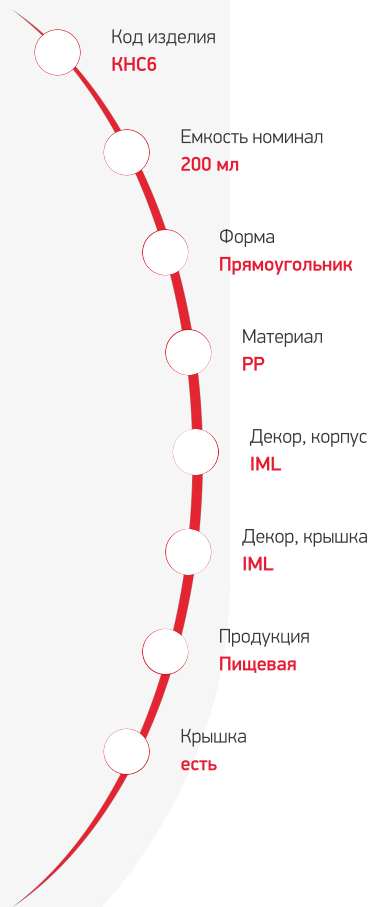 Код изделия
КНС6
Емкость номинал
200 мл
Форма
Прямоугольник
Материал
PP
Декор, корпус
IML
Декор, крышка
IML
Продукция
Пищевая
Крышка
есть